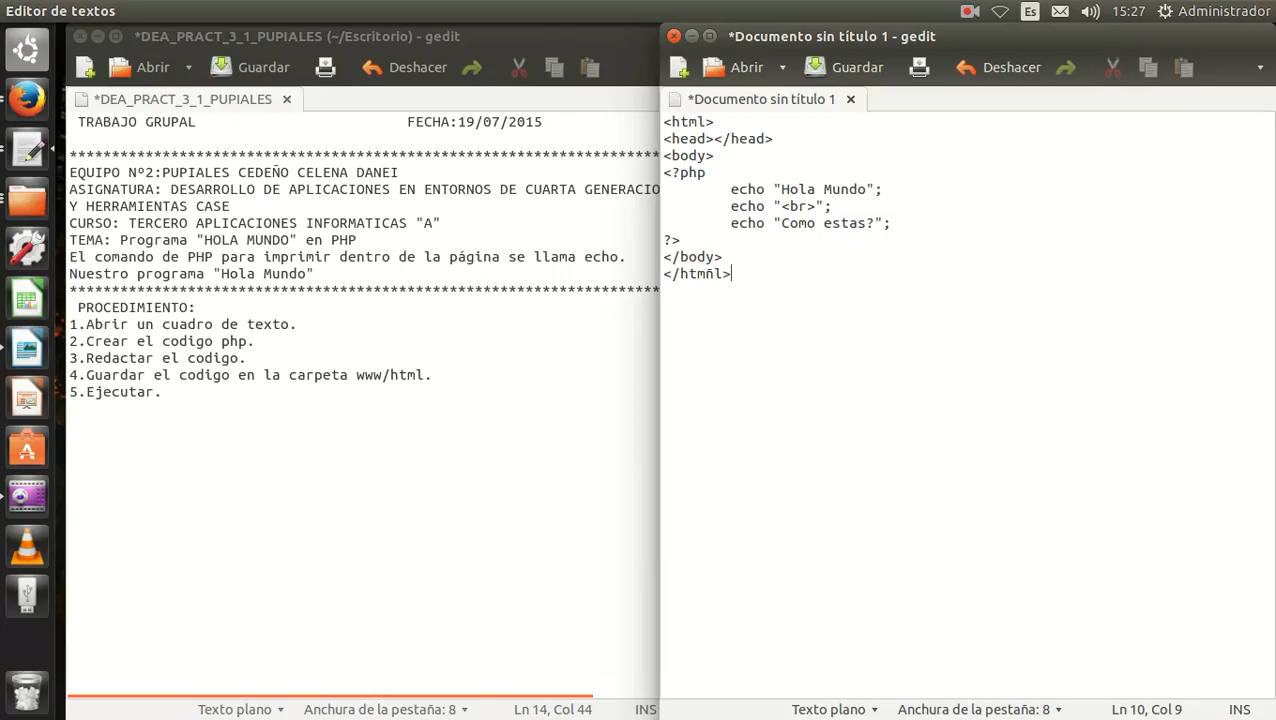 Editor de textos
Es
15:27
Administrador
*DEA_PRACT_3_1_PUPIALES (~/Escritorio) - gedit
Abrir
Guardar
Deshacer
*DEA_PRACT_3_1_PUPIALES
TRABAJO GRUPAL FECHA:19/07/2015
**********************************************************************
EQUIPO Nº2:PUPIALES CEDEÑO CELENA DANEI
ASIGNATURA: DESARROLLO DE APLICACIONES EN ENTORNOS DE CUARTA GENERACIO
Y HERRAMIENTAS CASE
CURSO: TERCERO APLICACIONES INFORMATICAS "A"
TEMA: Programa "HOLA MUNDO" en PHP
El comando de PHP para imprimir dentro de la página se llama echo.
Nuestro programa "Hola Mundo"
**********************************************************************
PROCEDIMIENTO:
1.Abrir un cuadro de texto.
2.Crear el codigo php.
3.Redactar el codigo.
4.Guardar el codigo en la carpeta www/html.
5.Ejecutar.
Texto plano
Anchura de la pestaña: 8
Ln 14, Col 44
INS
*Documento sin título 1 - gedit
Abrir
Guardar
Deshacer
*Documento sin título 1
<html>
<head></head>
<body>
<?php
echo "Hola Mundo";
echo "<br>";
echo "Como estas?";
?>
</body>
</htmñl>
Texto plano
Anchura de la pestaña: 8
Ln 10, Col 9
INS